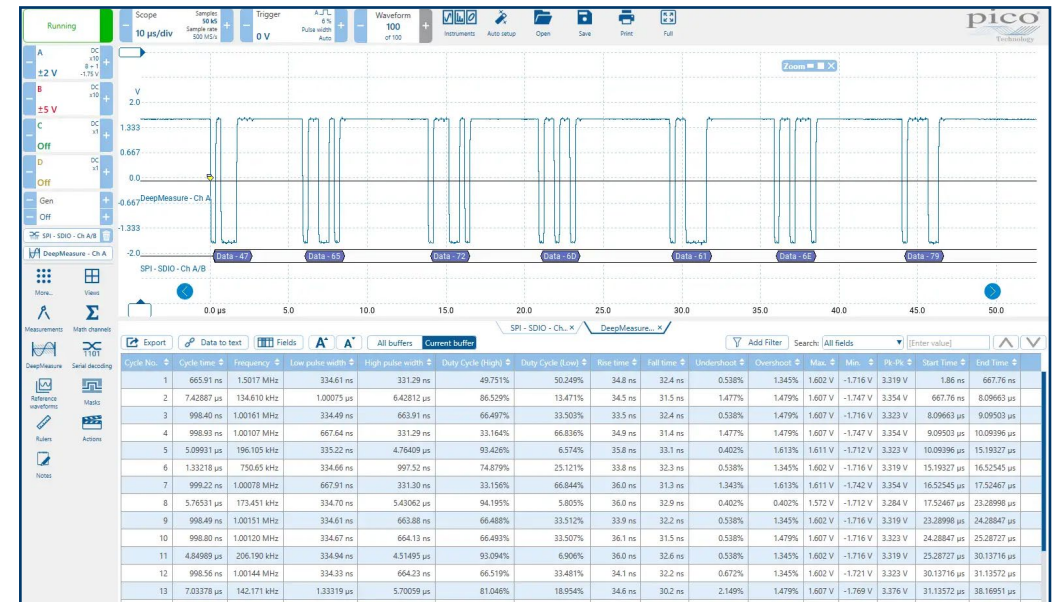 Running
Scope
10 µs/div
Samples
50 kS
Sample rate
500 MS/s
Trigger
0 V
6 %
Pulse width
Auto
Waveform
100
of 100
Instruments
Auto setup
Open
Save
Print
Full
pico
Technology
A
DC
x10
8 + 1
±2 V
-1.75 V
B
DC
x10
±5 V
C
DC
x1
Off
D
DC
x1
Off
Gen
Off
SPI - SDIO - Ch A/B
DeepMeasure - Ch A
More...
Views
Measurements
Math channels
DeepMeasure
Serial decoding
Reference waveforms
Masks
Rulers
Actions
Notes
Zoom
V
2.0
1.333
0.667
0.0
-0.667
DeepMeasure - Ch A
-1.333
-2.0
Data - 47
Data - 65
Data - 72
Data - 6D
Data - 61
Data - 6E
Data - 79
SPI - SDIO - Ch A/B
0.0 µs 5.0 10.0 15.0 20.0 25.0 30.0 35.0 40.0 45.0 50.0
SPI - SDIO - Ch... ×
DeepMeasure... ×
Export
Data to text
Fields
A
A
All buffers
Current buffer
Add Filter
Search:
All fields
[Enter value]
Cycle No. Cycle time Frequency Low pulse width High pulse width Duty Cycle (High) Duty Cycle (Low) Rise time Fall time Undershoot Overshoot Max. Min. Pk-Pk Start Time End Time
1 665.91 ns 1.5017 MHz 334.61 ns 331.29 ns 49.751% 50.249% 34.8 ns 32.4 ns 0.538% 1.345% 1.602 V -1.716 V 3.319 V 1.86 ns 667.76 ns
2 7.42887 µs 134.610 kHz 1.00075 µs 6.42812 µs 86.529% 13.471% 34.5 ns 31.5 ns 1.477% 1.479% 1.607 V -1.747 V 3.354 V 667.76 ns 8.09663 µs
3 998.40 ns 1.00161 MHz 334.49 ns 663.91 ns 66.497% 33.503% 33.5 ns 32.4 ns 0.538% 1.479% 1.607 V -1.716 V 3.323 V 8.09663 µs 9.09503 µs
4 998.93 ns 1.00107 MHz 667.64 ns 331.29 ns 33.164% 66.836% 34.9 ns 31.4 ns 1.477% 1.479% 1.607 V -1.747 V 3.354 V 9.09503 µs 10.09396 µs
5 5.09931 µs 196.105 kHz 335.22 ns 4.76409 µs 93.426% 6.574% 35.8 ns 33.1 ns 0.402% 1.613% 1.611 V -1.712 V 3.323 V 10.09396 µs 15.19327 µs
6 1.33218 µs 750.65 kHz 334.66 ns 997.52 ns 74.879% 25.121% 33.8 ns 32.3 ns 0.538% 1.345% 1.602 V -1.716 V 3.319 V 15.19327 µs 16.52545 µs
7 999.22 ns 1.00078 MHz 667.91 ns 331.30 ns 33.156% 66.844% 36.0 ns 31.3 ns 1.343% 1.613% 1.611 V -1.742 V 3.354 V 16.52545 µs 17.52467 µs
8 5.76531 µs 173.451 kHz 334.70 ns 5.43062 µs 94.195% 5.805% 36.0 ns 32.9 ns 0.402% 0.402% 1.572 V -1.712 V 3.284 V 17.52467 µs 23.28998 µs
9 998.49 ns 1.00151 MHz 334.61 ns 663.88 ns 66.488% 33.512% 33.9 ns 32.2 ns 0.538% 1.345% 1.602 V -1.716 V 3.319 V 23.28998 µs 24.28847 µs
10 998.80 ns 1.00120 MHz 334.67 ns 664.13 ns 66.493% 33.507% 36.1 ns 31.5 ns 0.538% 1.479% 1.607 V -1.716 V 3.323 V 24.28847 µs 25.28727 µs
11 4.84989 µs 206.190 kHz 334.94 ns 4.51495 µs 93.094% 6.906% 36.0 ns 32.6 ns 0.538% 1.345% 1.602 V -1.716 V 3.319 V 25.28727 µs 30.13716 µs
12 998.56 ns 1.00144 MHz 334.33 ns 664.23 ns 66.519% 33.481% 34.1 ns 32.2 ns 0.672% 1.345% 1.602 V -1.721 V 3.323 V 30.13716 µs 31.13572 µs
13 7.03378 µs 142.171 kHz 1.33319 µs 5.70059 µs 81.046% 18.954% 34.6 ns 30.2 ns 2.149% 1.479% 1.607 V -1.769 V 3.376 V 31.13572 µs 38.16951 µs